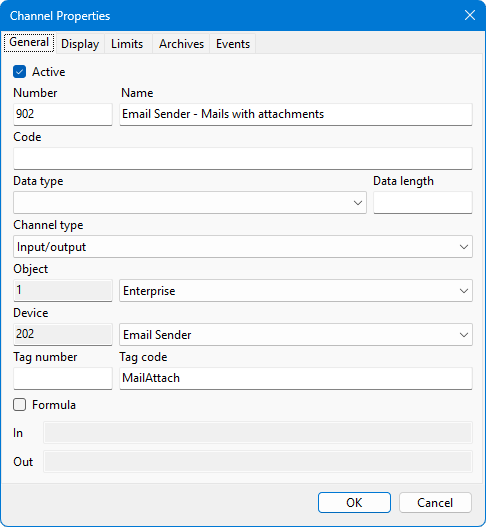 Channel Properties
General Display Limits Archives Events
Active
Number Name
902 Email Sender - Mails with attachments
Code
Data type Data length
Channel type
Input/output
Object
1 Enterprise
Device
202 Email Sender
Tag number Tag code
MailAttach
Formula
In
Out
OK Cancel